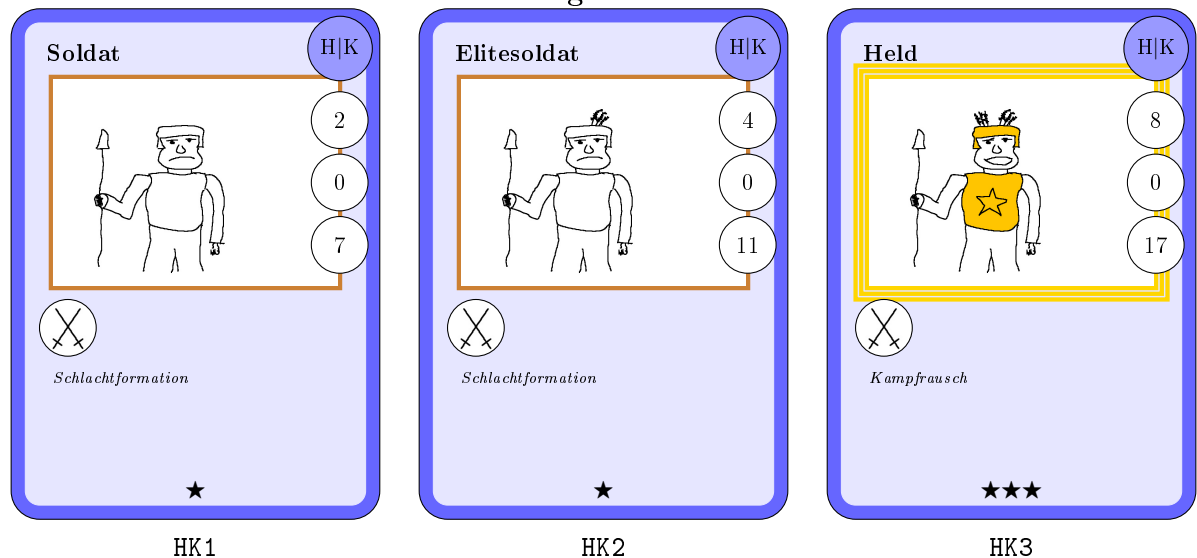 g
Soldat
H|K
2
0
7
Schlachtformation
HK1
Elitesoldat
H|K
4
0
11
Schlachtformation
HK2
Held
H|K
8
0
17
Kampfrausch
HK3